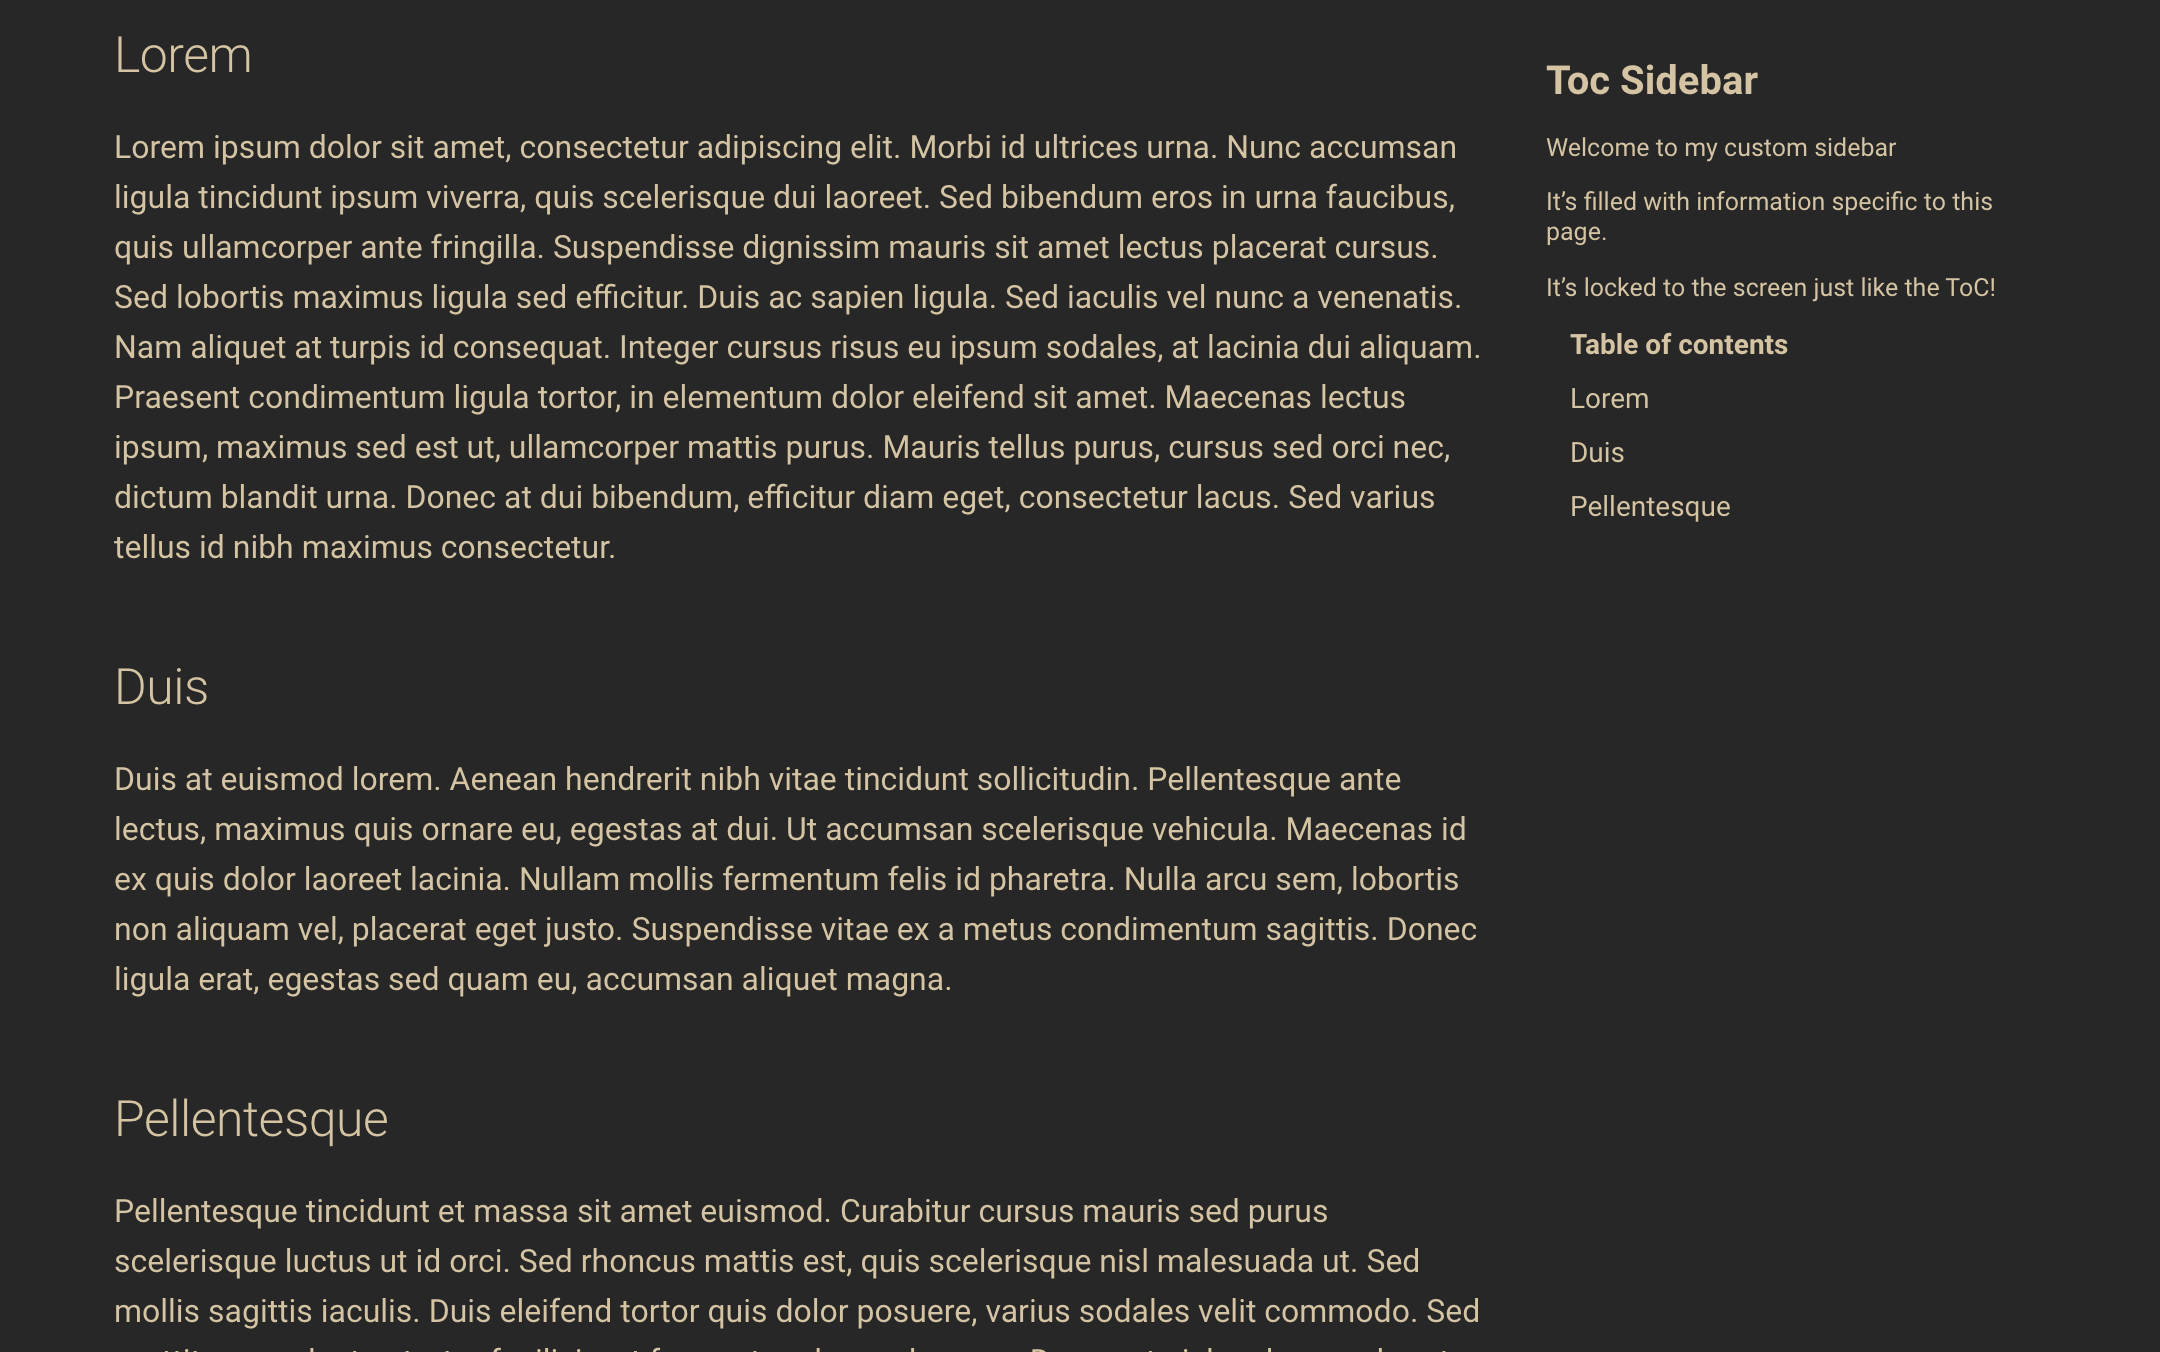 Lorem
Lorem ipsum dolor sit amet, consectetur adipiscing elit. Morbi id ultrices urna. Nunc accumsan
ligula tincidunt ipsum viverra, quis scelerisque dui laoreet. Sed bibendum eros in urna faucibus,
quis ullamcorper ante fringilla. Suspendisse dignissim mauris sit amet lectus placerat cursus.
Sed lobortis maximus ligula sed efficitur. Duis ac sapien ligula. Sed iaculis vel nunc a venenatis.
Nam aliquet at turpis id consequat. Integer cursus risus eu ipsum sodales, at lacinia dui aliquam.
Praesent condimentum ligula tortor, in elementum dolor eleifend sit amet. Maecenas lectus
ipsum, maximus sed est ut, ullamcorper mattis purus. Mauris tellus purus, cursus sed orci nec,
dictum blandit urna. Donec at dui bibendum, efficitur diam eget, consectetur lacus. Sed varius
tellus id nibh maximus consectetur.
Duis
Duis at euismod lorem. Aenean hendrerit nibh vitae tincidunt sollicitudin. Pellentesque ante
lectus, maximus quis ornare eu, egestas at dui. Ut accumsan scelerisque vehicula. Maecenas id
ex quis dolor laoreet lacinia. Nullam mollis fermentum felis id pharetra. Nulla arcu sem, lobortis
non aliquam vel, placerat eget justo. Suspendisse vitae ex a metus condimentum sagittis. Donec
ligula erat, egestas sed quam eu, accumsan aliquet magna.
Pellentesque
Pellentesque tincidunt et massa sit amet euismod. Curabitur cursus mauris sed purus
scelerisque luctus ut id orci. Sed rhoncus mattis est, quis scelerisque nisl malesuada ut. Sed
mollis sagittis iaculis. Duis eleifend tortor quis dolor posuere, varius sodales velit commodo. Sed
Toc Sidebar
Welcome to my custom sidebar
It’s filled with information specific to this
page.
It’s locked to the screen just like the ToC!
Table of contents
Lorem
Duis
Pellentesque